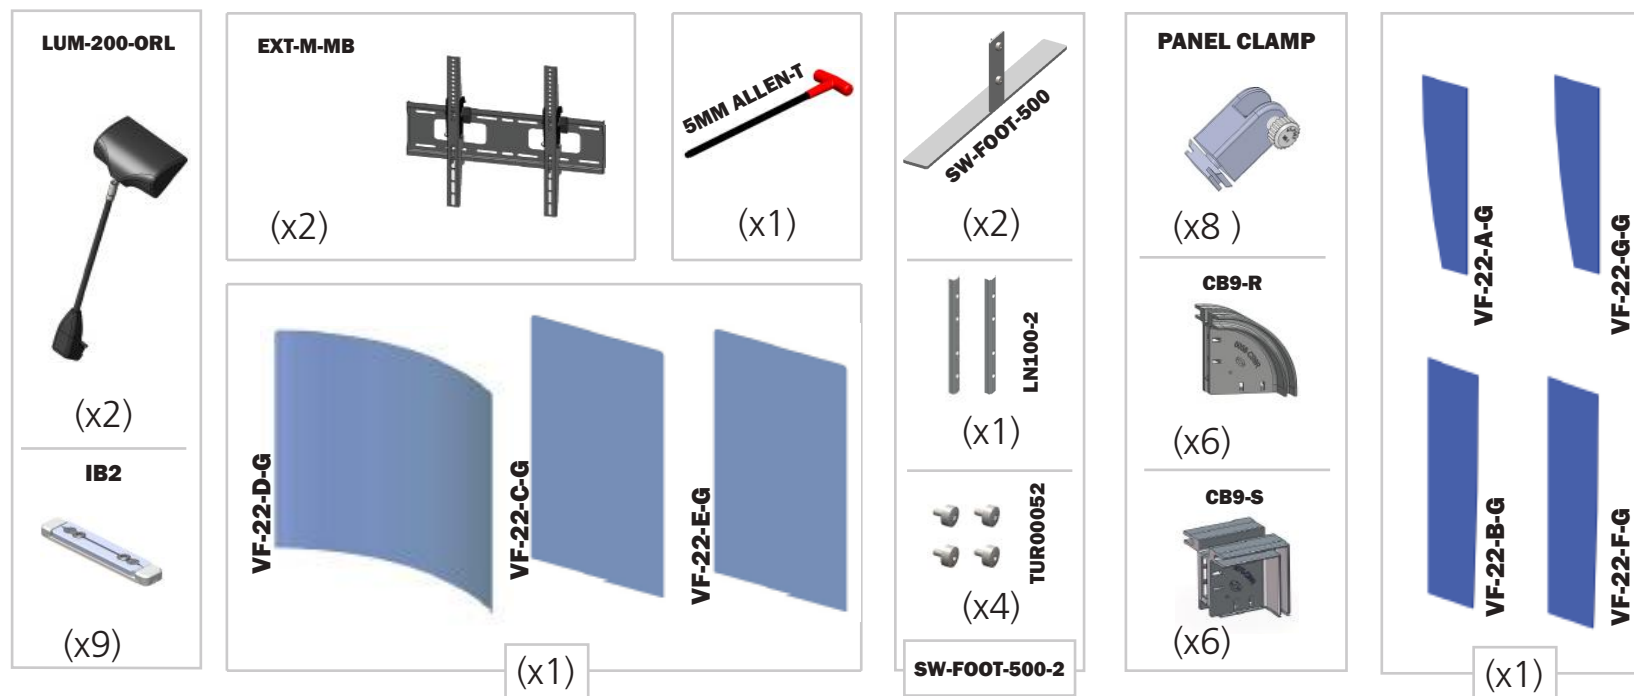 LUM-200-ORL
(x2)
IB2
(x9)
EXT-M-MB
(x2)
5MM ALLEN-T
(x1)
VF-22-D-G
VF-22-C-G
VF-22-E-G
(x1)
SW-FOOT-500
(x2)
LN100-2
(x1)
TUR00052
(x4)
SW-FOOT-500-2
PANEL CLAMP
(x8 )
CB9-R
(x6)
CB9-S
(x6)
VF-22-A-G
VF-22-G-G
VF-22-B-G
VF-22-F-G
(x1)